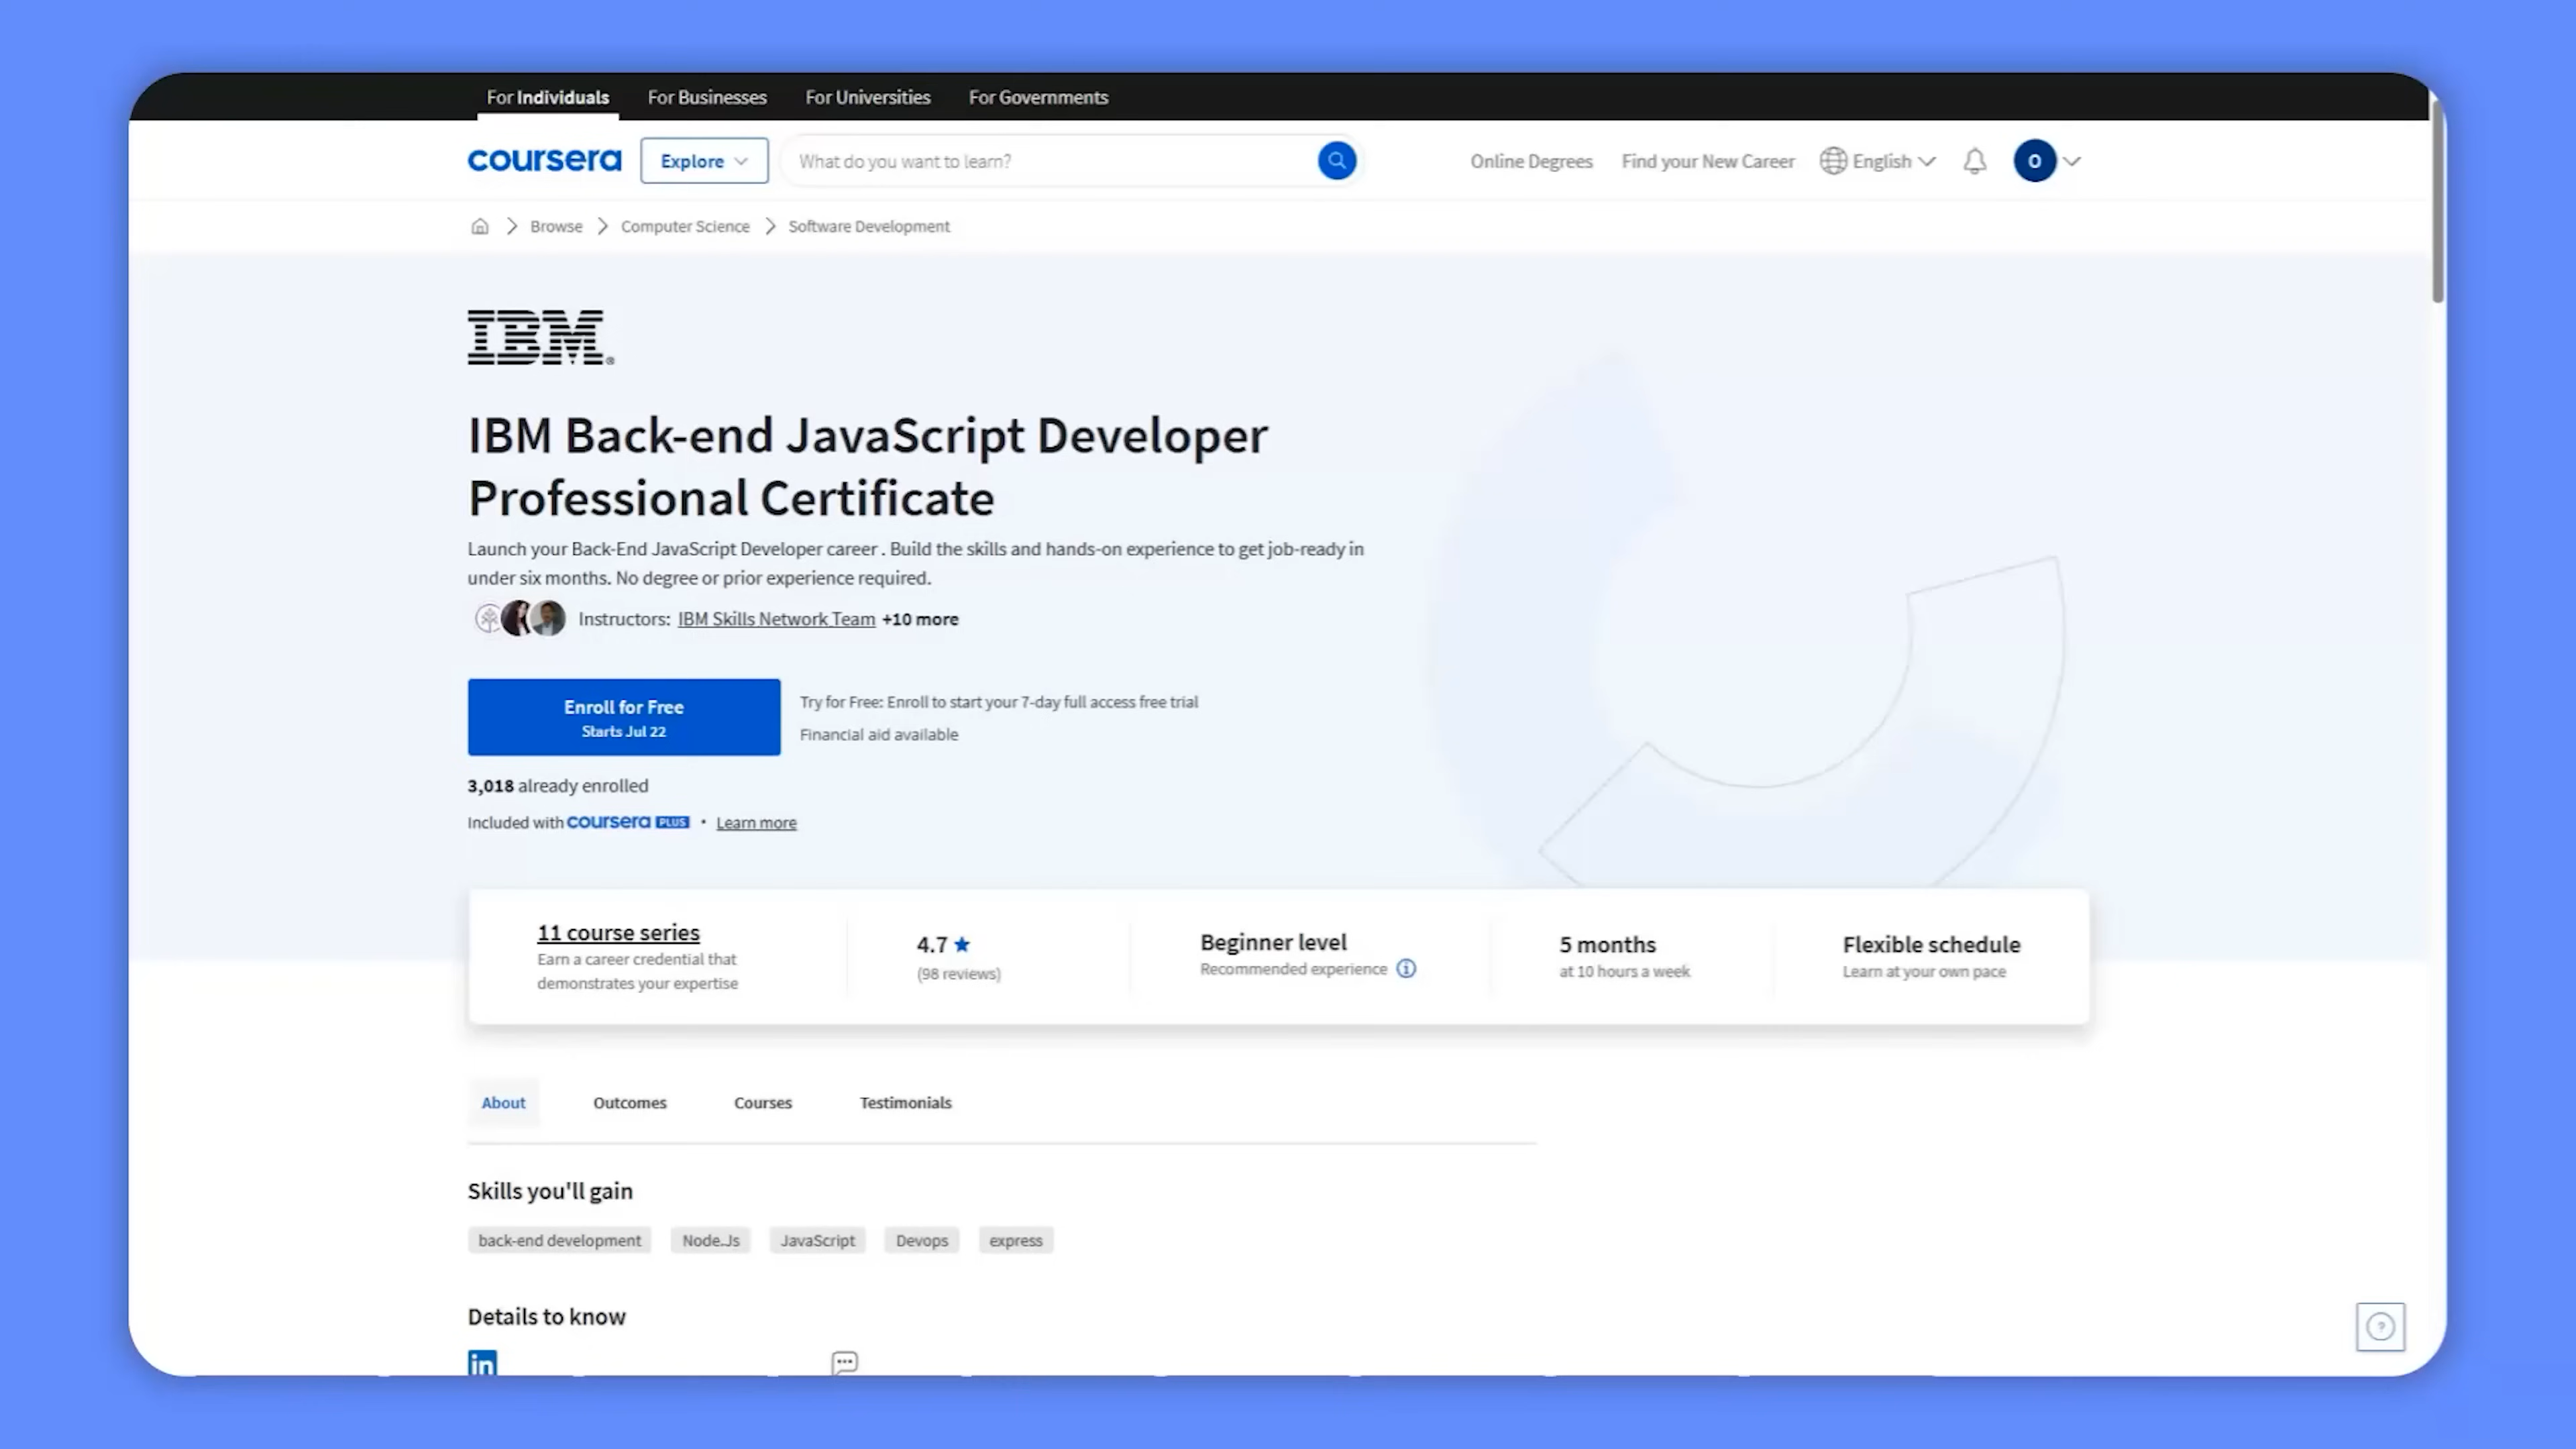 For Individuals For Businesses For Universities For Governments
coursera Explore What do you want to learn? Online Degrees Find your New Career English O
Browse Computer Science Software Development
IBM®
IBM Back-end JavaScript Developer
Professional Certificate
Launch your Back-End JavaScript Developer career . Build the skills and hands-on experience to get job-ready in
under six months. No degree or prior experience required.
Instructors: IBM Skills Network Team +10 more
Enroll for Free
Starts Jul 22
Try for Free: Enroll to start your 7-day full access free trial
Financial aid available
3,018 already enrolled
Included with coursera PLUS • Learn more
11 course series
Earn a career credential that
demonstrates your expertise
4.7
(98 reviews)
Beginner level
Recommended experience
5 months
at 10 hours a week
Flexible schedule
Learn at your own pace
About Outcomes Courses Testimonials
Skills you'll gain
back-end development Node.Js JavaScript Devops express
Details to know
in
?